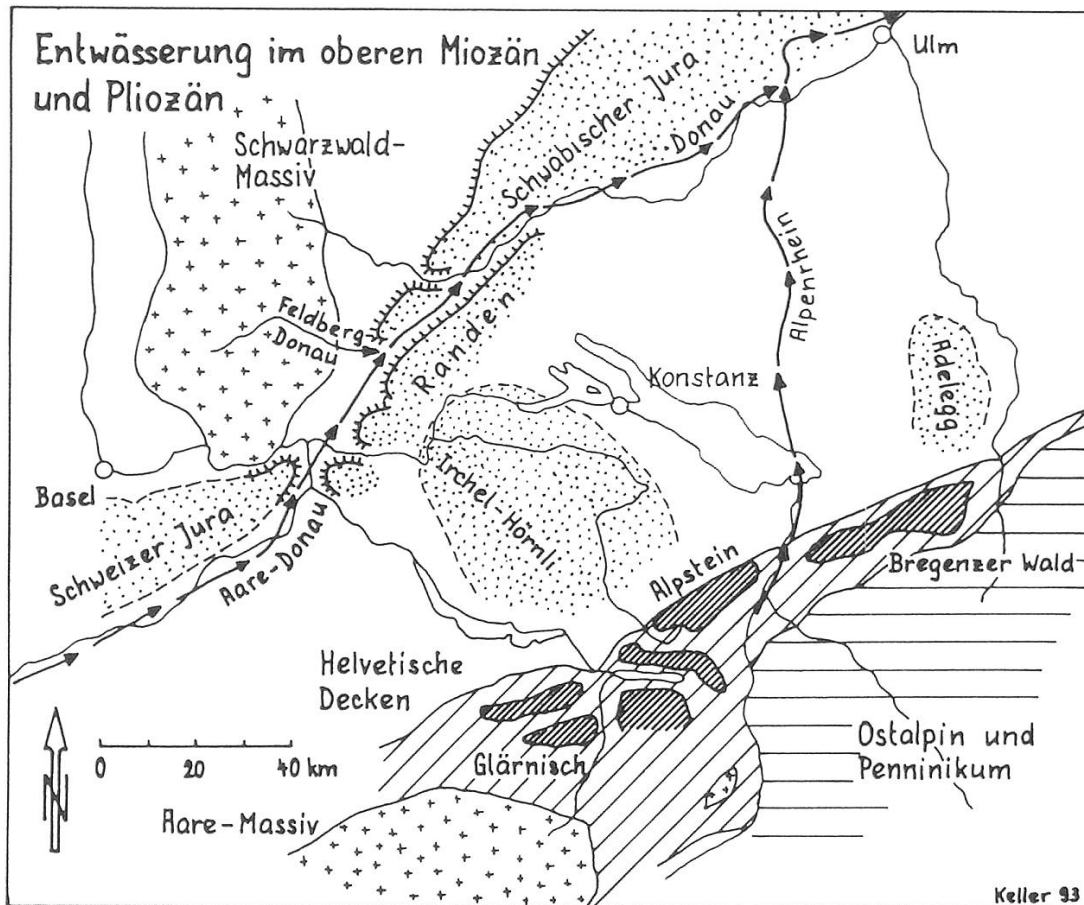 Entwässerung im oberen Miozän
und Pliozän
Ulm
Schwarzwald-
Massiv
Schwäbischer Jura
Donau
Alpenrhein
Feldberg-
Donau
Randen
Konstanz
Adelegg
Basel
Schweizer Jura
Aare-Donau
Irchel-Hörnli
Alpstein
Bregenzer Wald
Helvetische
Decken
Glärnisch
Ostalpin und
Penninikum
0 20 40 km
N
Aare-Massiv
Keller 93